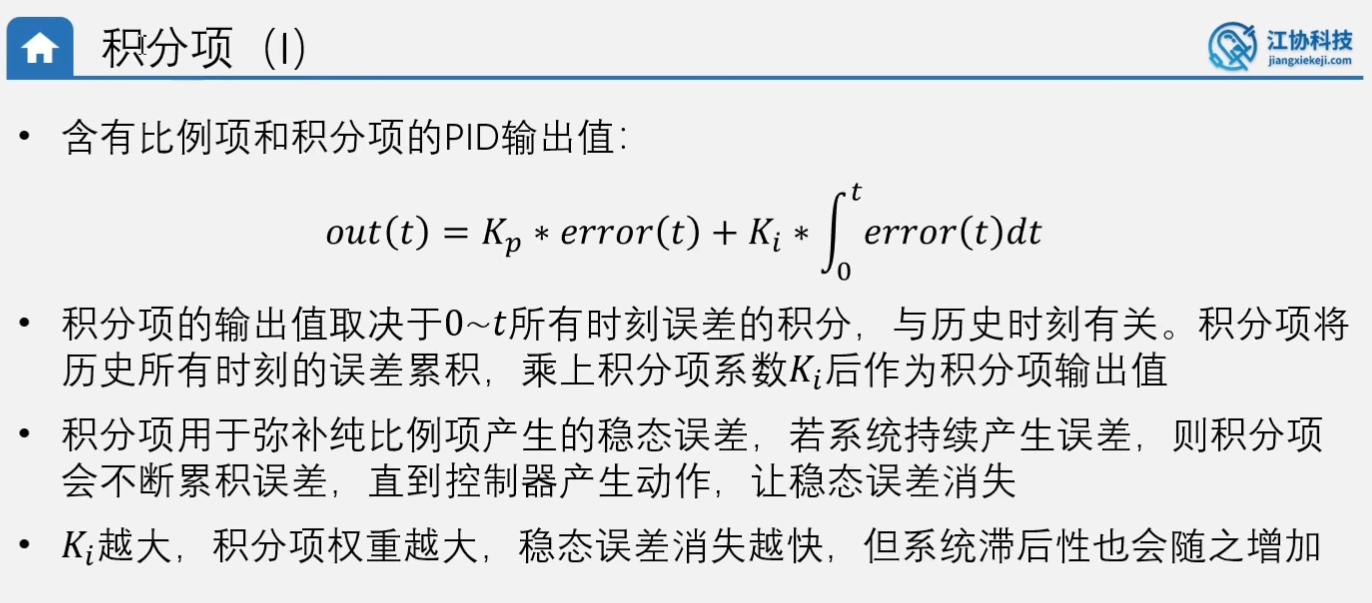 积分项（I）
江协科技
jiangxiekeji.com
• 含有比例项和积分项的PID输出值：
out(t) = K_p * error(t) + K_i * ∫_0^t error(t)dt
• 积分项的输出值取决于0~t所有时刻误差的积分，与历史时刻有关。积分项将
历史所有时刻的误差累积，乘上积分项系数K_i后作为积分项输出值
• 积分项用于弥补纯比例项产生的稳态误差，若系统持续产生误差，则积分项
会不断累积误差，直到控制器产生动作，让稳态误差消失
• K_i越大，积分项权重越大，稳态误差消失越快，但系统滞后性也会随之增加